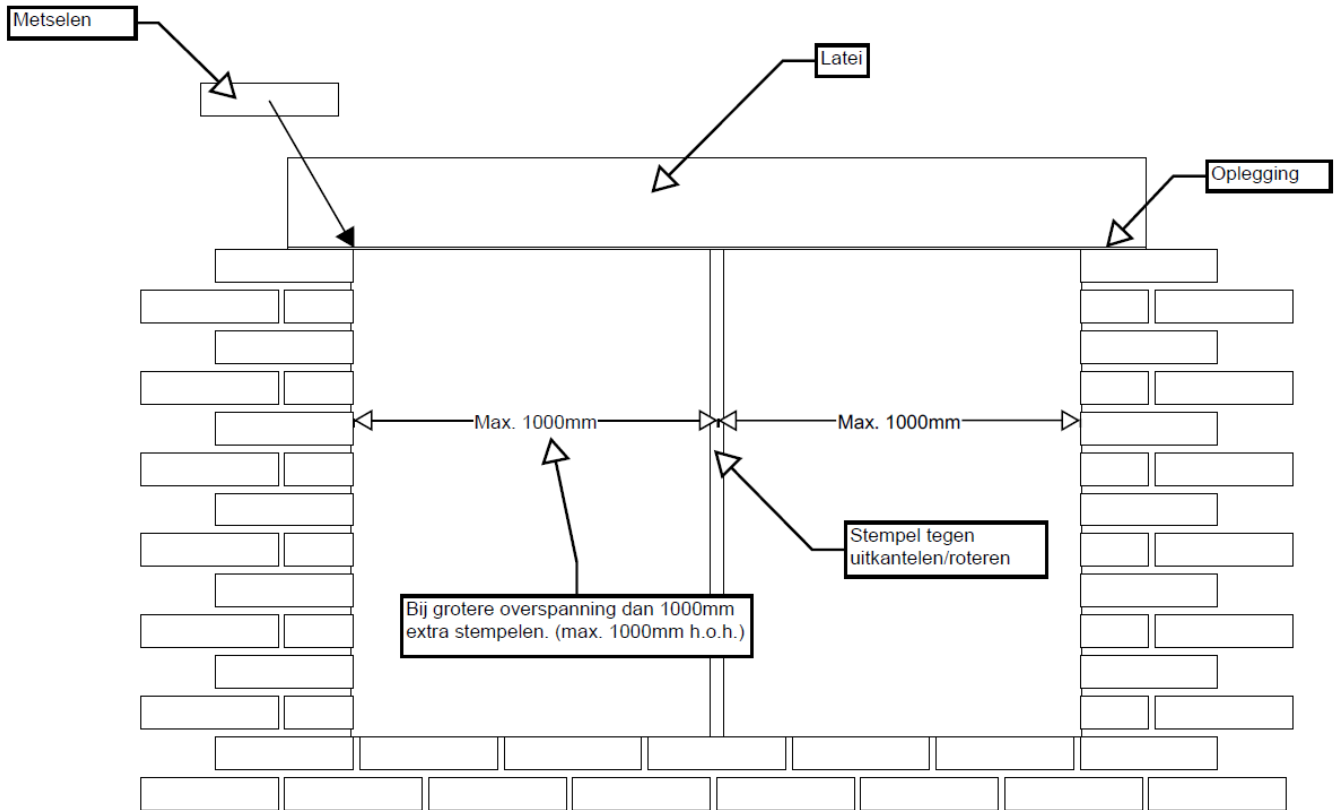 Metselen
Latei
Oplegging
Max. 1000mm
Max. 1000mm
Stempel tegen
uitkantelen/roteren
Bij grotere overspanning dan 1000mm
extra stempelen. (max. 1000mm h.o.h.)